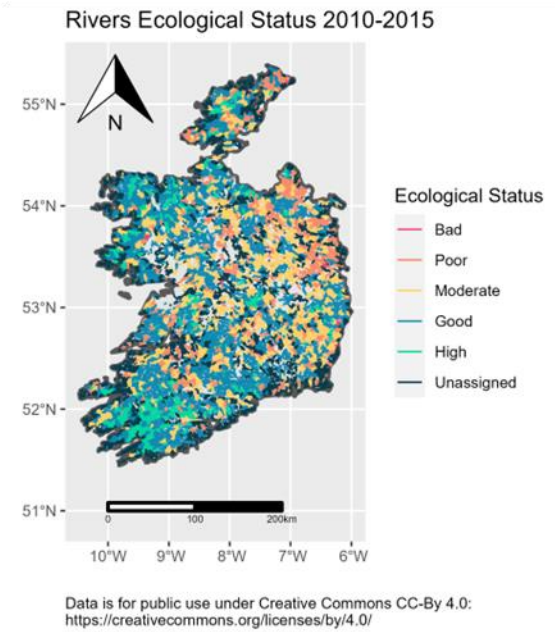 Rivers Ecological Status 2010-2015
N
55°N
54°N
53°N
52°N
51°N
0 100 200km
10°W 9°W 8°W 7°W 6°W
Ecological Status
Bad
Poor
Moderate
Good
High
Unassigned
Data is for public use under Creative Commons CC-By 4.0:
https://creativecommons.org/licenses/by/4.0/